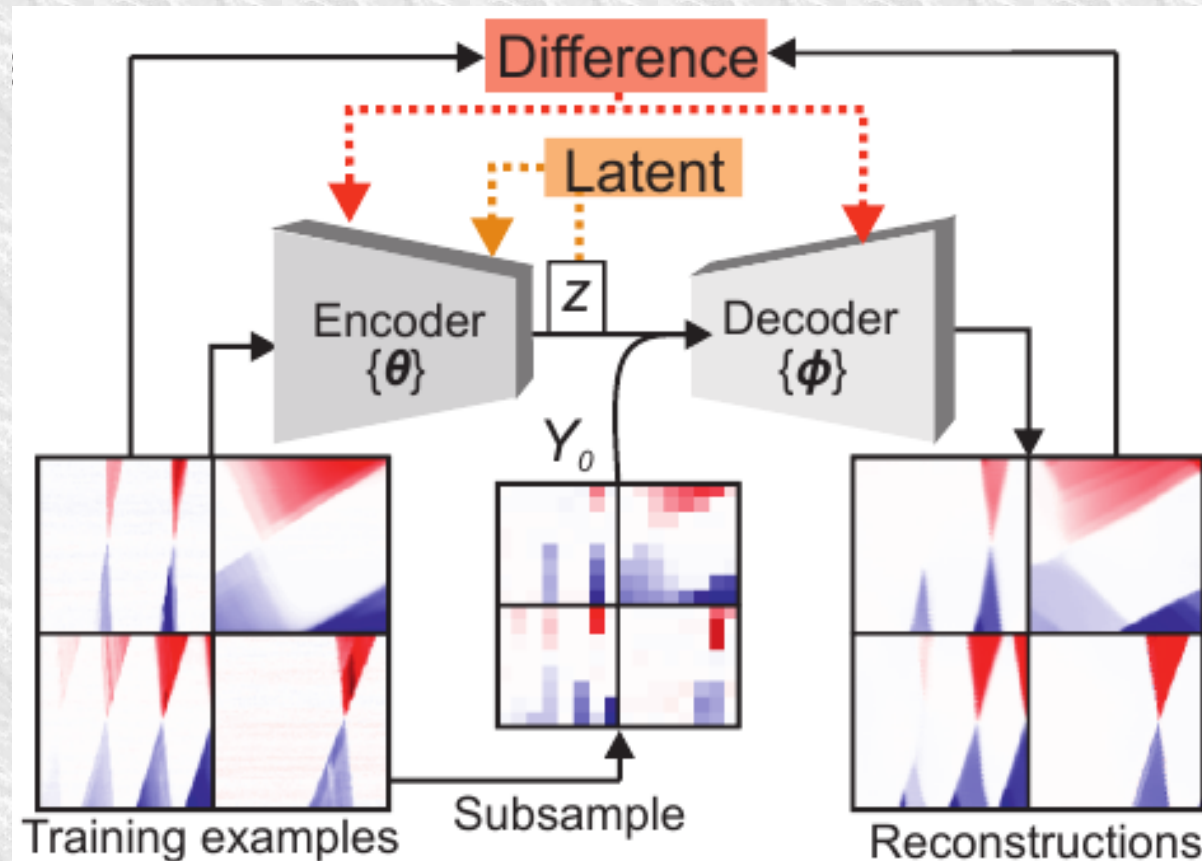 Difference
Latent
z
Encoder
{θ}
Decoder
{ϕ}
Y₀
Subsample
Training examples
Reconstructions